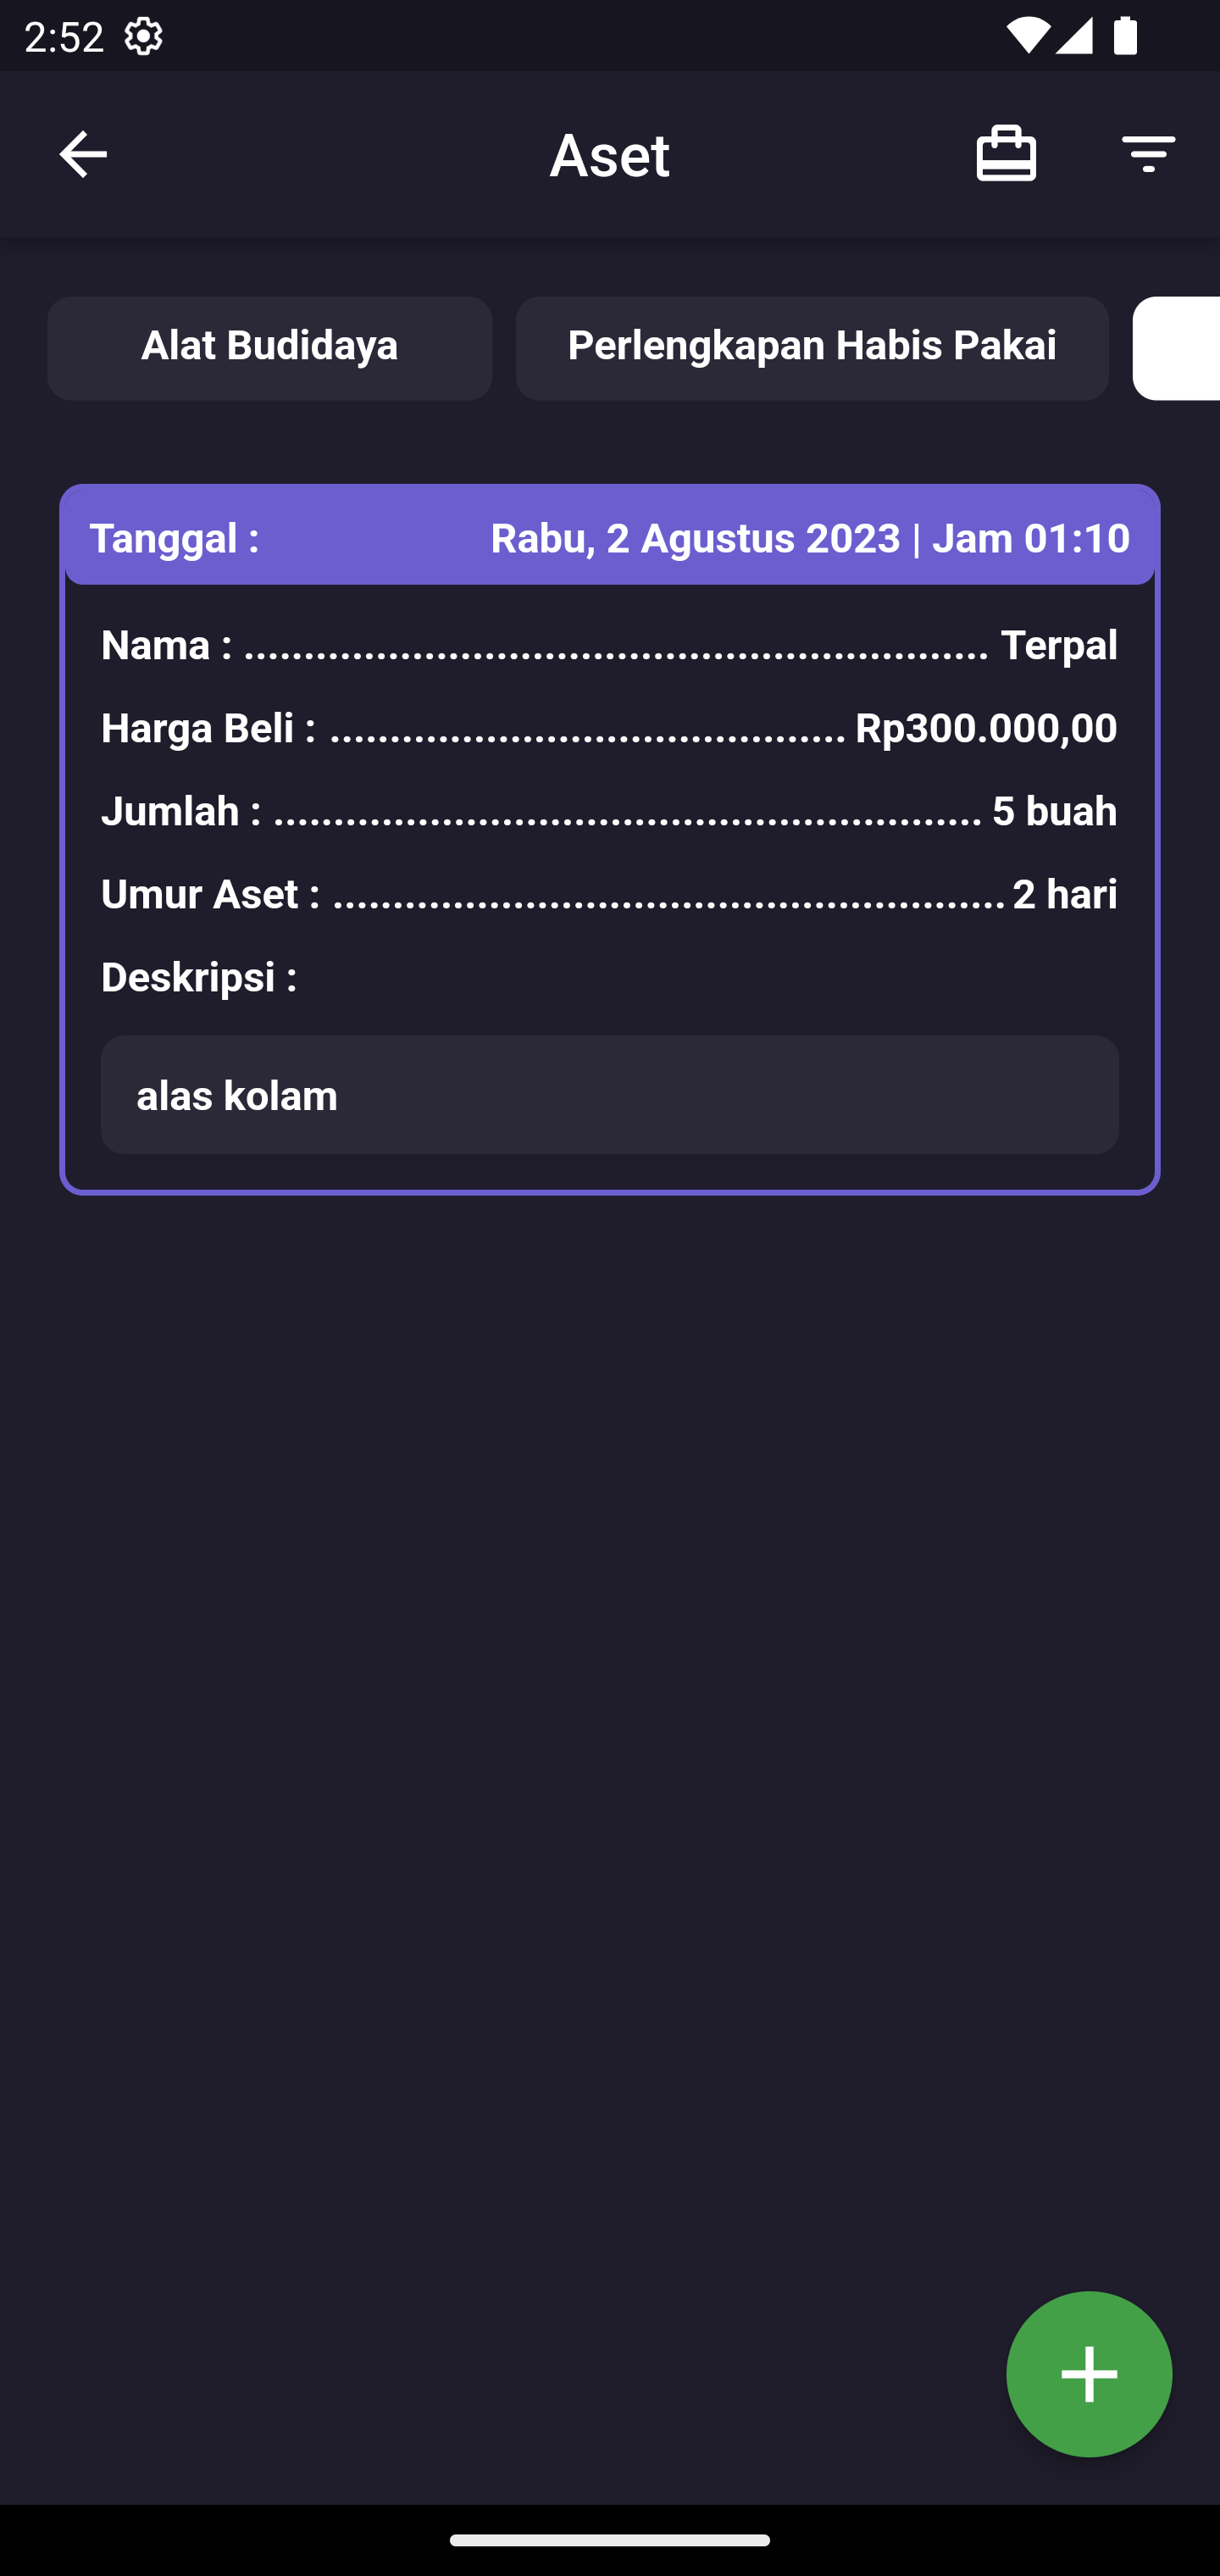 2:52
Aset
Alat Budidaya
Perlengkapan Habis Pakai
Tanggal : Rabu, 2 Agustus 2023 | Jam 01:10
Nama : .............................................................. Terpal
Harga Beli : ........................................... Rp300.000,00
Jumlah : ........................................................... 5 buah
Umur Aset : ........................................................ 2 hari
Deskripsi :
alas kolam